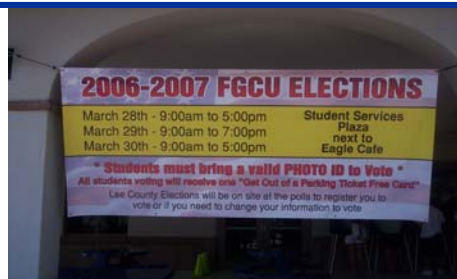 2006-2007 FGCU ELECTIONS
March 28th - 9:00am to 5:00pm
March 29th - 9:00am to 7:00pm
March 30th - 9:00am to 5:00pm
Student Services
Plaza
next to
Eagle Cafe
* Students must bring a valid PHOTO ID to Vote *
All students voting will receive one "Get Out of a Parking Ticket Free Card"
Lee County Elections will be on site at the polls to register you to
vote or if you need to change your information to vote